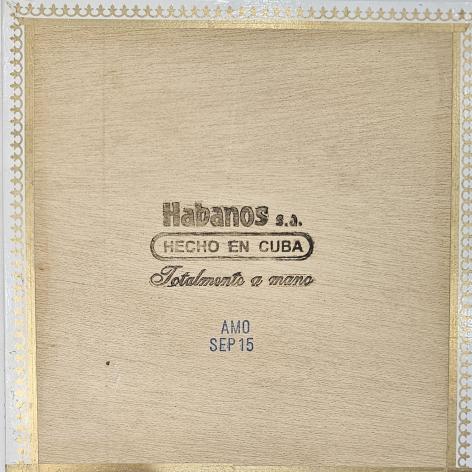 Habanos s.a.
HECHO EN CUBA
Totalmente a mano
AMO
SEP 15